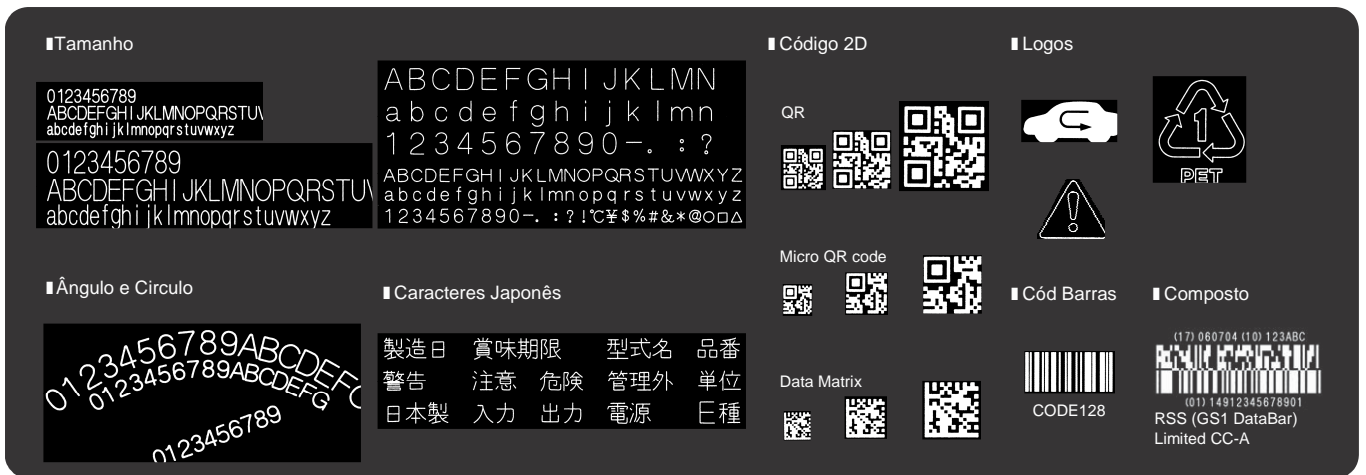 Tamanho
0123456789
ABCDEFGHIJKLMNOPQRSTUV
abcdefghijklmnopqrstuvwxyz
0123456789
ABCDEFGHIJKLMNOPQRSTUV
abcdefghijklmnopqrstuvwxyz
ABCDEFGHIJKLMN
abcdefghijklmn
1234567890−.:?
ABCDEFGHIJKLMNOPQRSTUVWXYZ
abcdefghijklmnopqrstuvwxyz
1234567890−.:?!℃¥$%#&*@○□△
Ângulo e Circulo
0123456789ABCDEFG
0123456789ABCDEFG
0123456789
Caracteres Japonês
製造日 賞味期限 型式名 品番
警告 注意 危険 管理外 単位
日本製 入力 出力 電源 E種
Código 2D
QR
Micro QR code
Data Matrix
Logos
1
PET
Cód Barras
CODE128
Composto
(17) 060704 (10) 123ABC
(01) 14912345678901
RSS (GS1 DataBar)
Limited CC-A